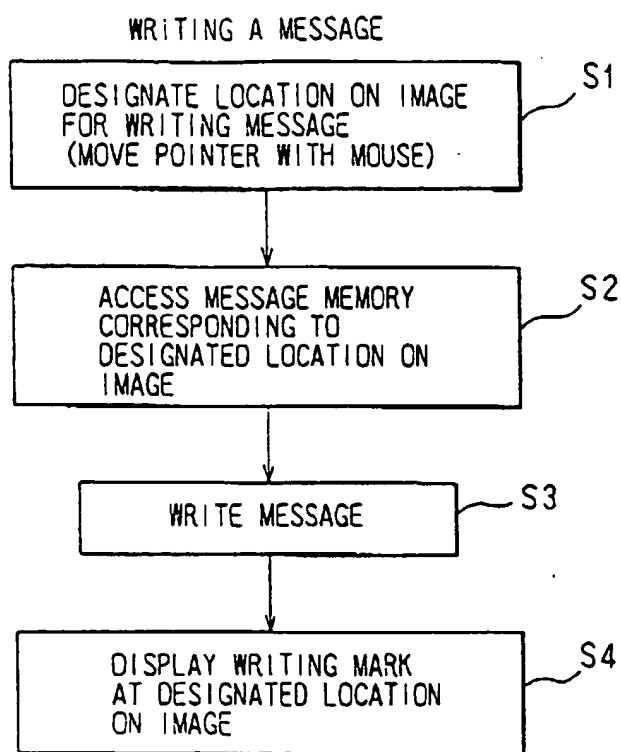 WRITING A MESSAGE
S1
DESIGNATE LOCATION ON IMAGE
FOR WRITING MESSAGE
(MOVE POINTER WITH MOUSE)
S2
ACCESS MESSAGE MEMORY
CORRESPONDING TO
DESIGNATED LOCATION ON
IMAGE
S3
WRITE MESSAGE
S4
DISPLAY WRITING MARK
AT DESIGNATED LOCATION
ON IMAGE